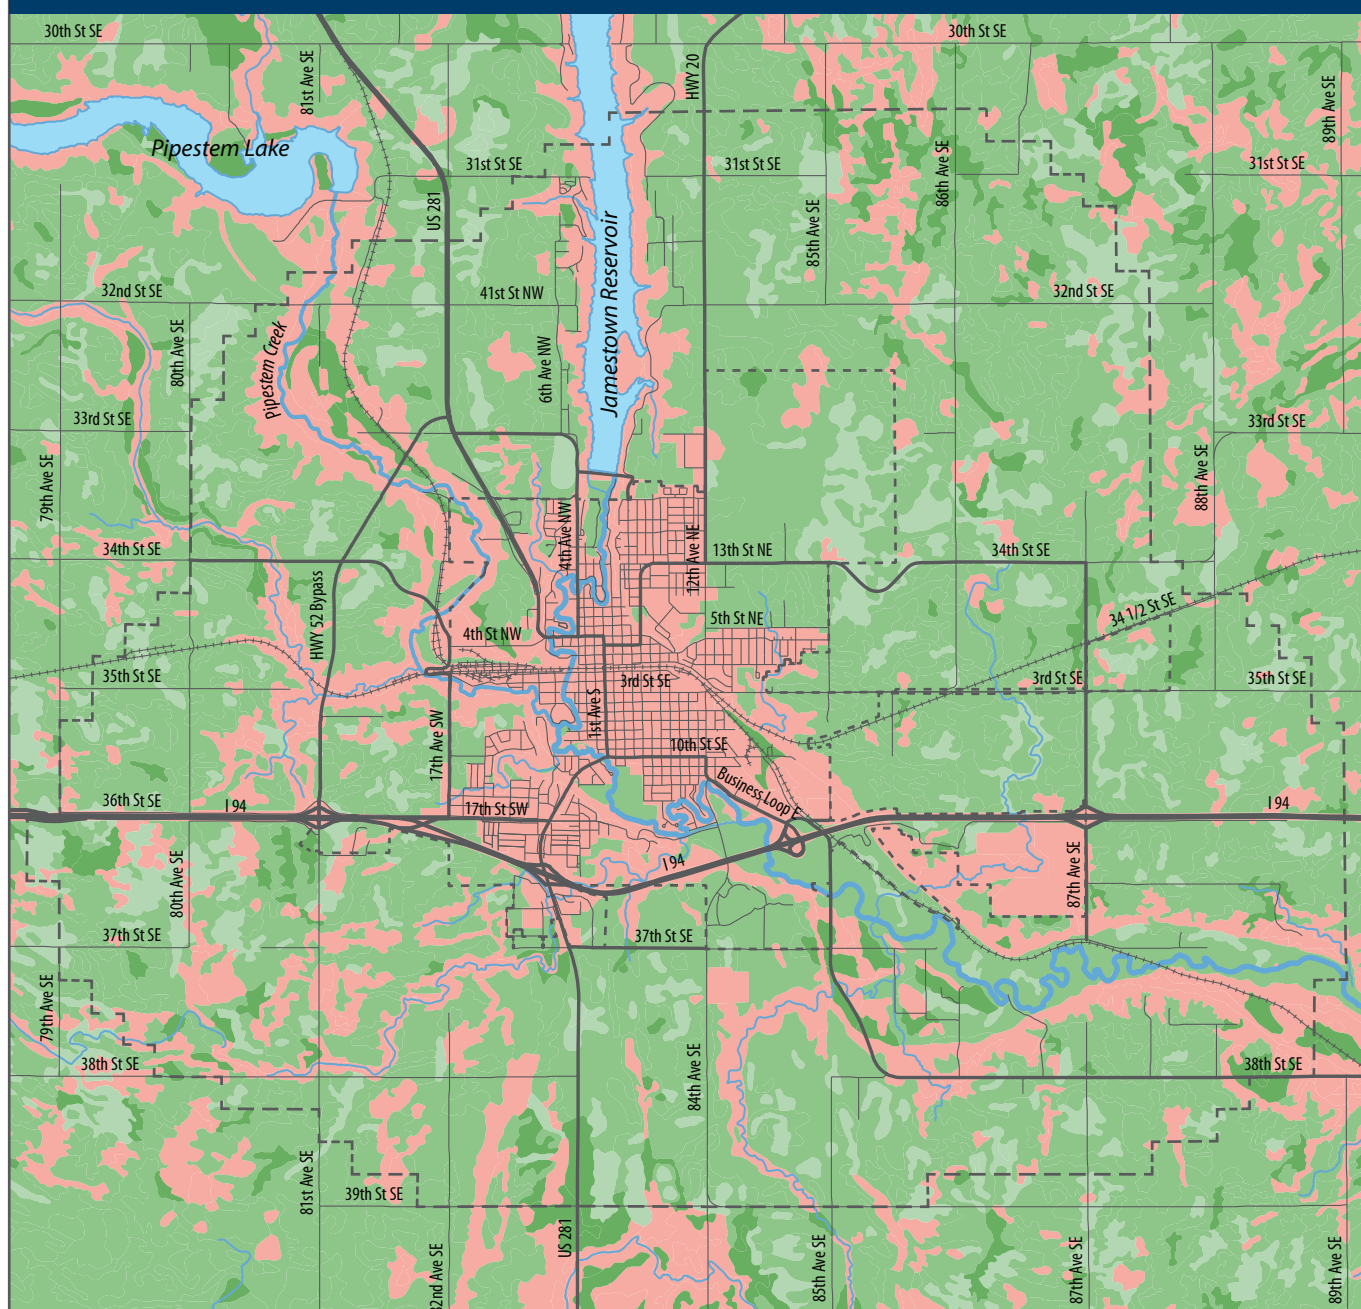 30th St SE
30th St SE
81st Ave SE
HWY 20
89th Ave SE
Pipestem Lake
31st St SE
31st St SE
86th Ave SE
31st St SE
US 281
Jamestown Reservoir
85th Ave SE
32nd St SE
41st St NW
32nd St SE
80th Ave SE
Pipestem Creek
6th Ave NW
33rd St SE
33rd St SE
79th Ave SE
88th Ave SE
4th Ave NW
12th Ave NE
34th St SE
13th St NE
34th St SE
HWY 52 Bypass
34 1/2 St SE
4th St NW
5th St NE
35th St SE
3rd St SE
3rd St SE
35th St SE
1st Ave S
17th Ave SW
10th St SE
Business Loop E
36th St SE
I 94
17th St SW
I 94
I 94
80th Ave SE
87th Ave SE
37th St SE
37th St SE
79th Ave SE
38th St SE
84th Ave SE
38th St SE
81st Ave SE
39th St SE
US 281
85th Ave SE
87th Ave SE
89th Ave SE
2nd Ave SE